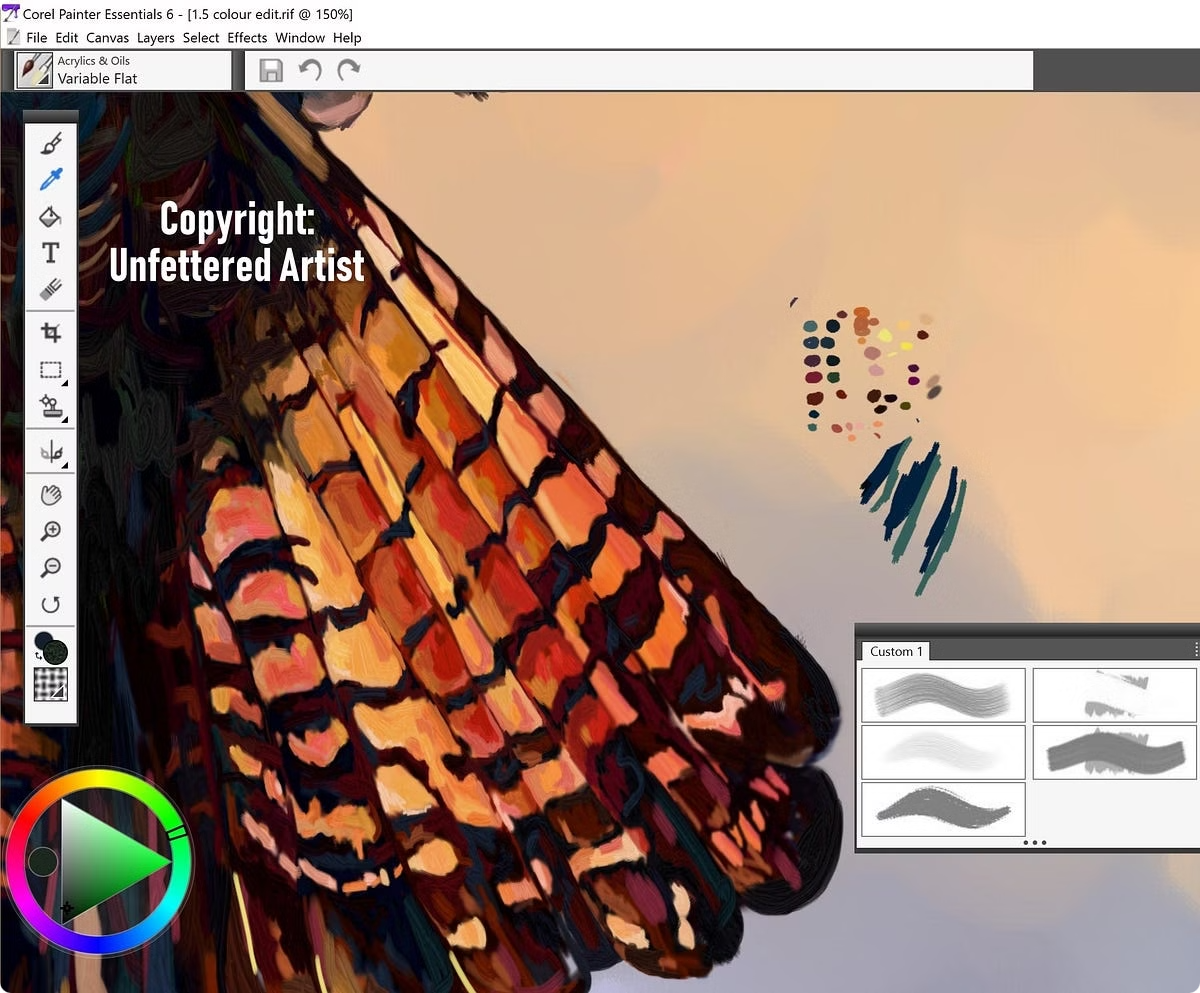 Corel Painter Essentials 6 - [1.5 colour edit.rif @ 150%]
File Edit Canvas Layers Select Effects Window Help
Acrylics & Oils
Variable Flat
Copyright:
Unfettered Artist
T
Custom 1